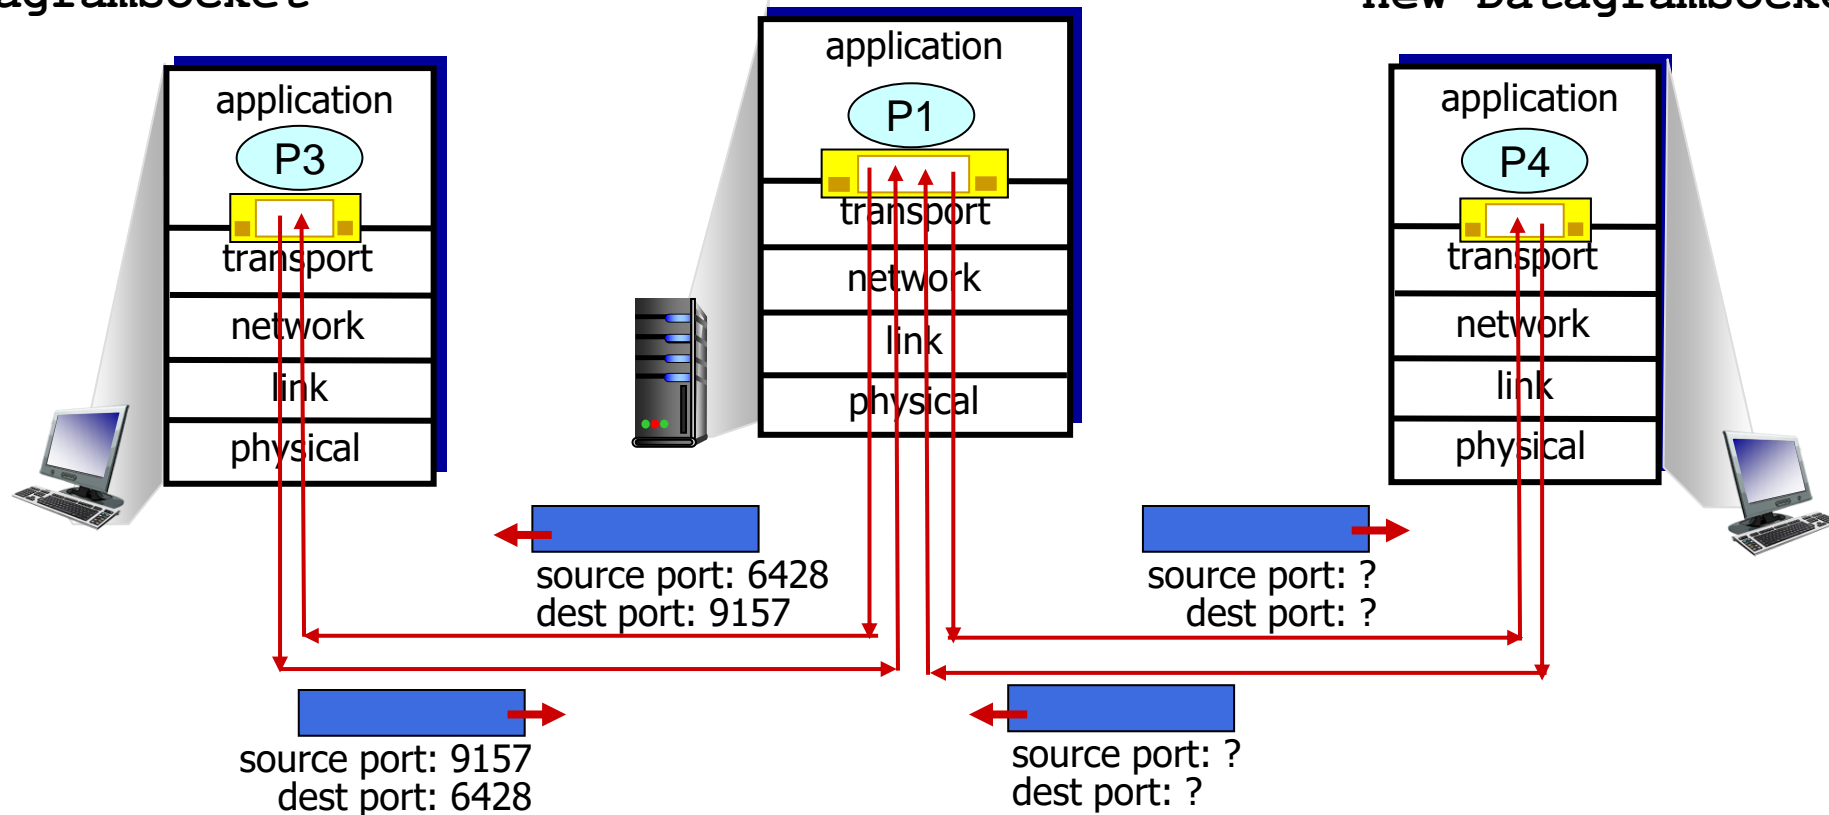 application
P3
transport
network
link
physical
application
P1
transport
network
link
physical
application
P4
transport
network
link
physical
source port: 6428
dest port: 9157
source port: ?
dest port: ?
source port: 9157
dest port: 6428
source port: ?
dest port: ?